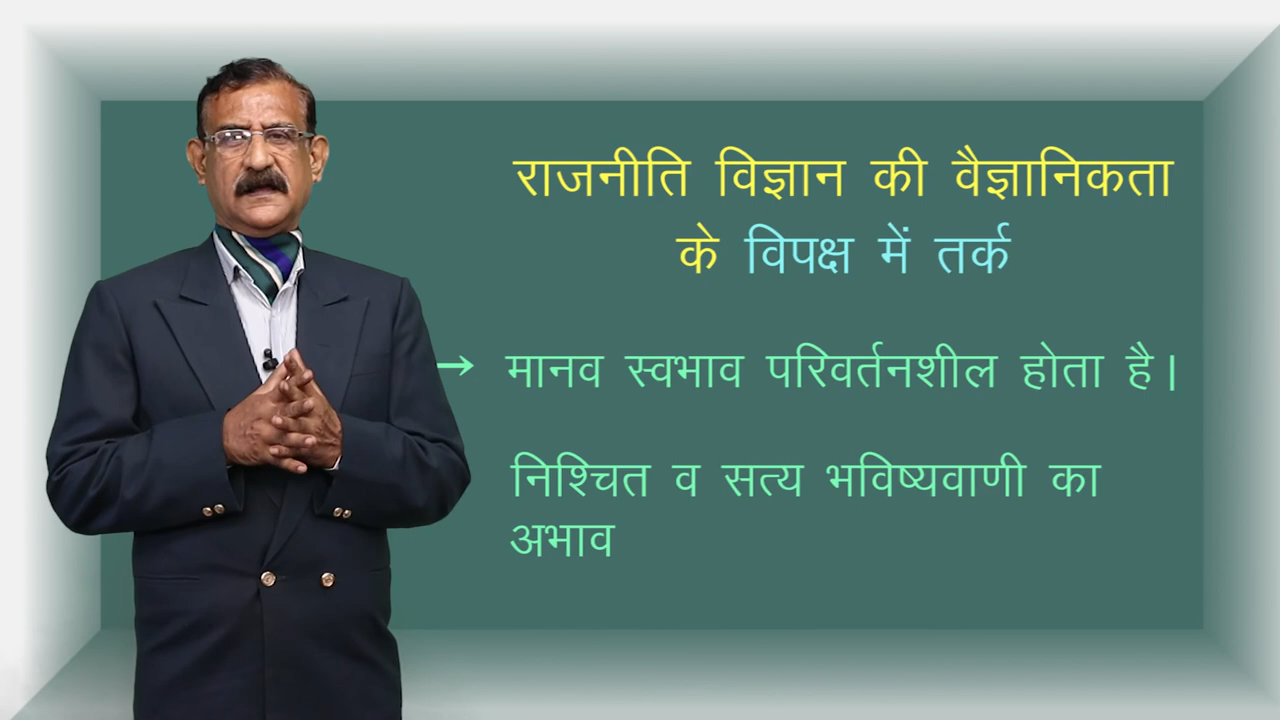 राजनीति विज्ञान की वैज्ञानिकता
के विपक्ष में तर्क
→ मानव स्वभाव परिवर्तनशील होता है।
निश्चित व सत्य भविष्यवाणी का
अभाव